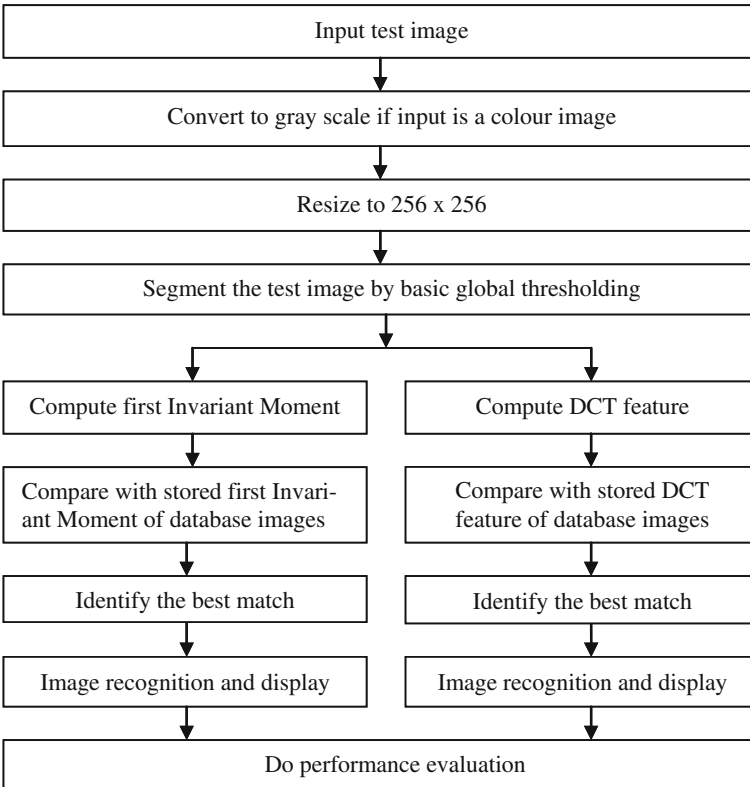 Input test image
Convert to gray scale if input is a colour image
Resize to 256 x 256
Segment the test image by basic global thresholding
Compute first Invariant Moment
Compute DCT feature
Compare with stored first Invari-
ant Moment of database images
Compare with stored DCT
feature of database images
Identify the best match
Identify the best match
Image recognition and display
Image recognition and display
Do performance evaluation